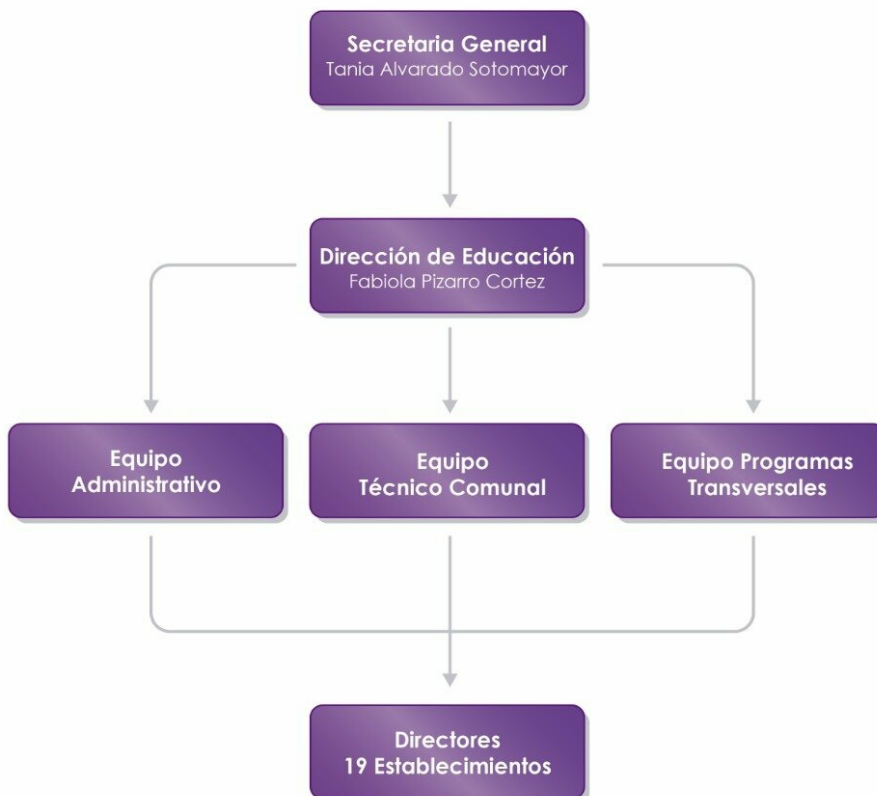 Secretaria General
Tania Alvarado Sotomayor
Dirección de Educación
Fabiola Pizarro Cortez
Equipo
Administrativo
Equipo
Técnico Comunal
Equipo Programas
Transversales
Directores
19 Establecimientos